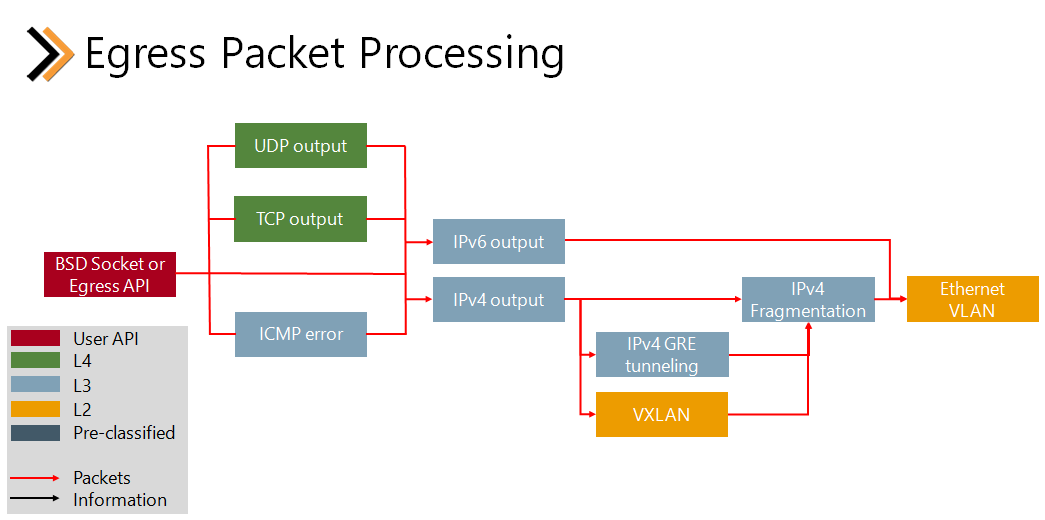 Egress Packet Processing
UDP output
TCP output
IPv6 output
BSD Socket or
Egress API
IPv4 output
IPv4
Fragmentation
Ethernet
VLAN
ICMP error
IPv4 GRE
tunneling
VXLAN
User API
L4
L3
L2
Pre-classified
Packets
Information